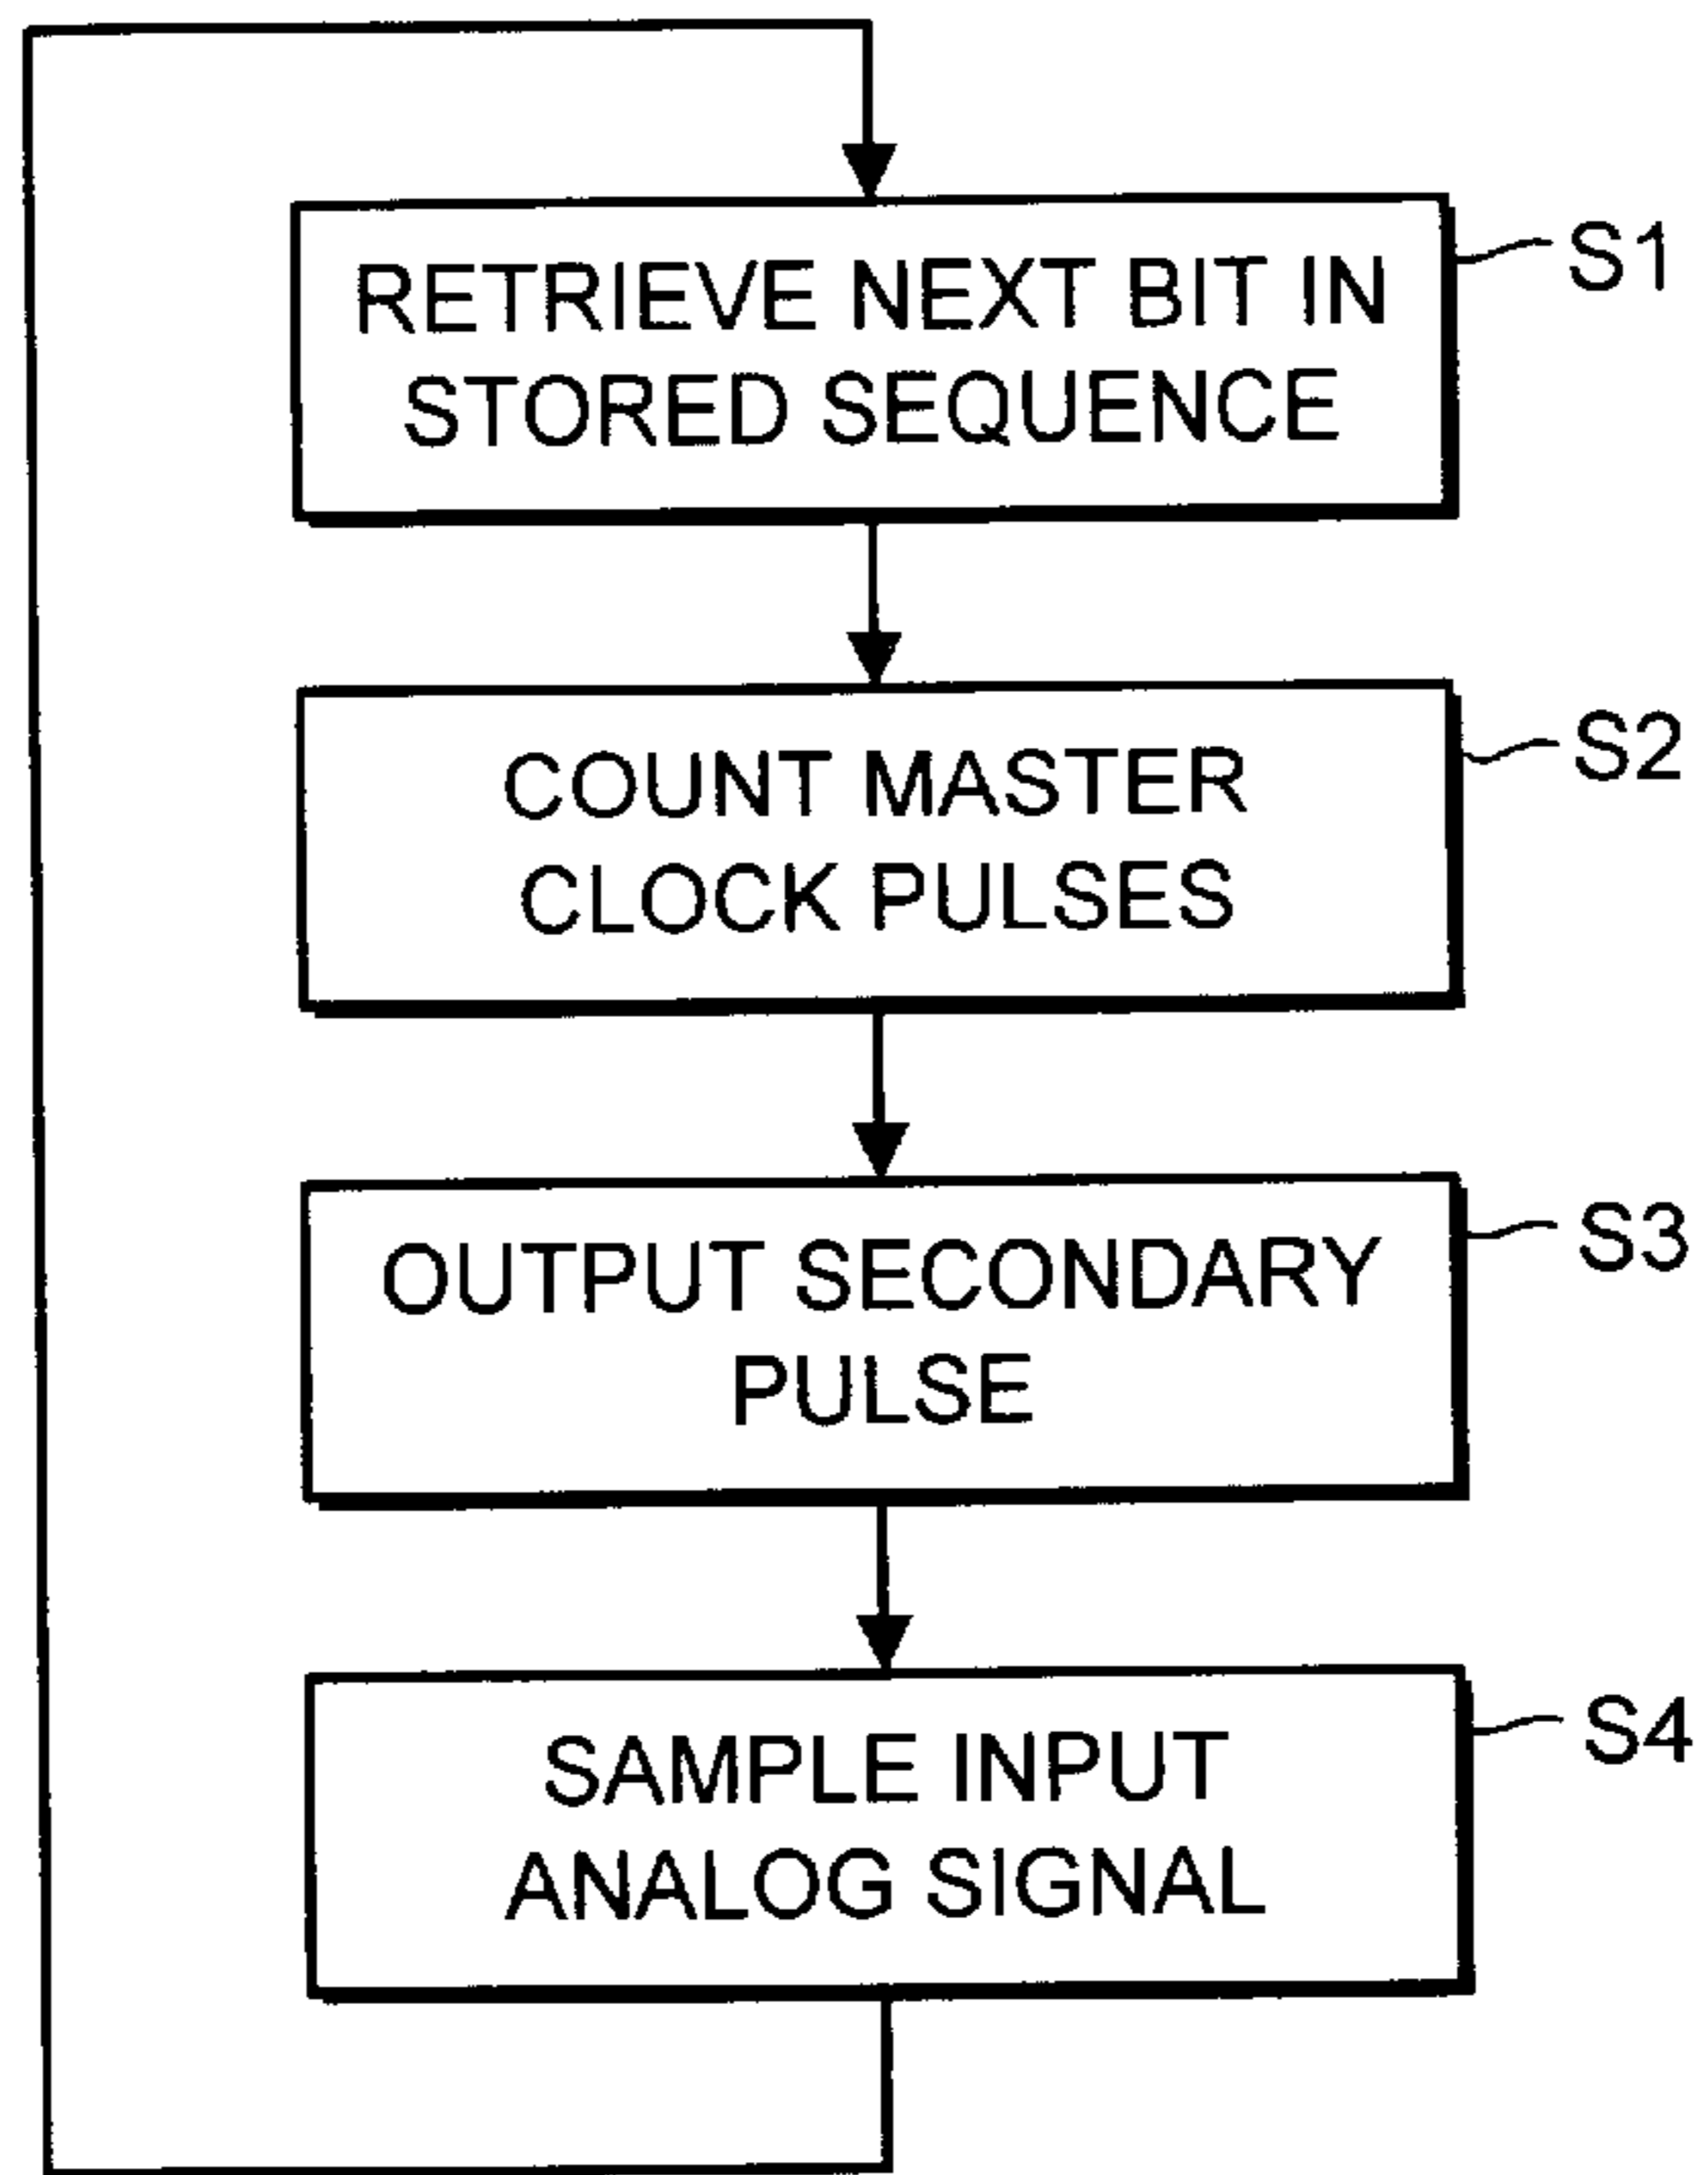 RETRIEVE NEXT BIT IN
STORED SEQUENCE
S1
COUNT MASTER
CLOCK PULSES
S2
OUTPUT SECONDARY
PULSE
S3
SAMPLE INPUT
ANALOG SIGNAL
S4